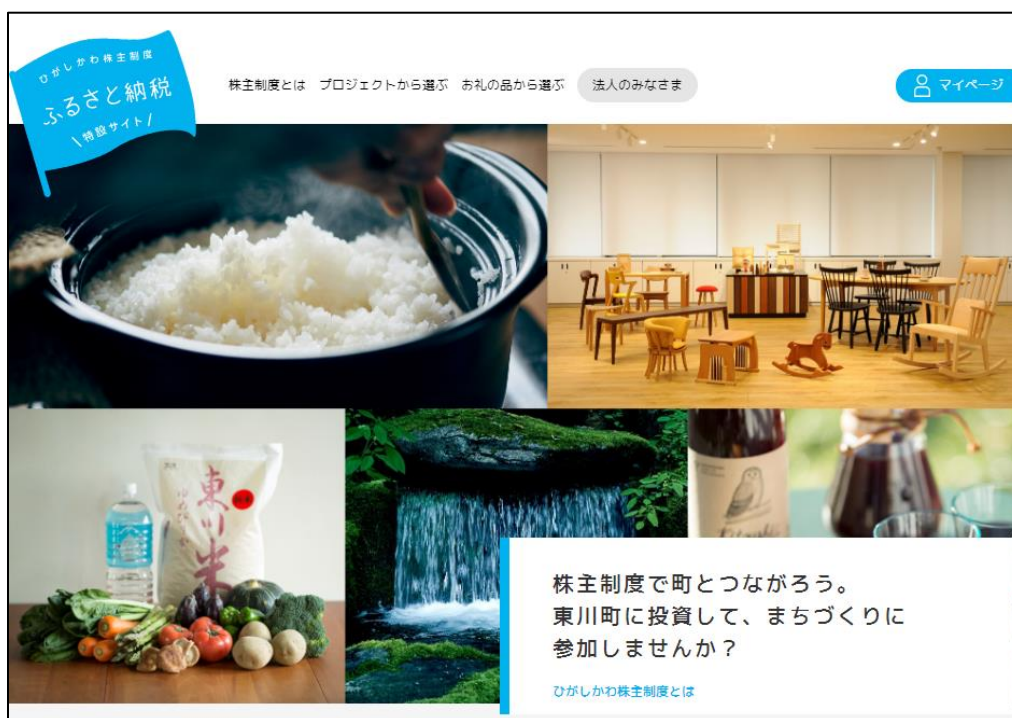 ひがしかわ株主制度
ふるさと納税
\特設サイト/
株主制度とは プロジェクトから選ぶ お礼の品から選ぶ 法人のみなさま
マイページ
東川米
株主制度で町とつながろう。
東川町に投資して、まちづくりに
参加しませんか？
ひがしかわ株主制度とは